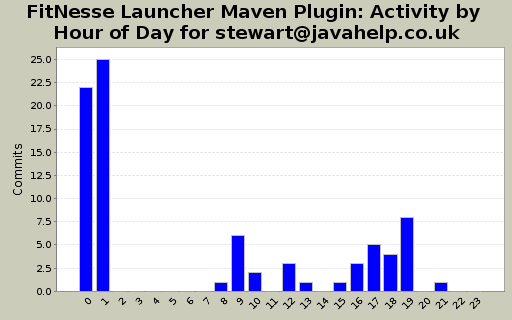 FitNesse Launcher Maven Plugin: Activity by
Hour of Day for stewart@javahelp.co.uk
Commits
25.0
22.5
20.0
17.5
15.0
12.5
10.0
7.5
5.0
2.5
0.0
0 1 2 3 4 5 6 7 8 9 10 11 12 13 14 15 16 17 18 19 20 21 22 23